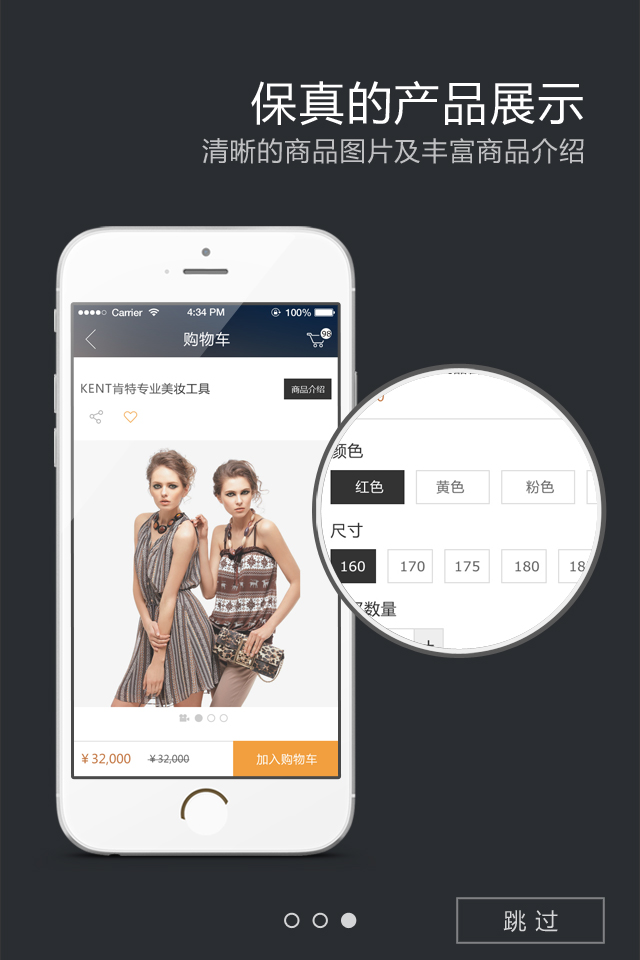 保真的产品展示
清晰的商品图片及丰富商品介绍
Carrier 4:34 PM 100%
购物车 98
KENT肯特专业美妆工具 商品介绍
颜色
红色 黄色 粉色
尺寸
160 170 175 180 18
数量
+
¥32,000 ¥32,000 加入购物车
跳过